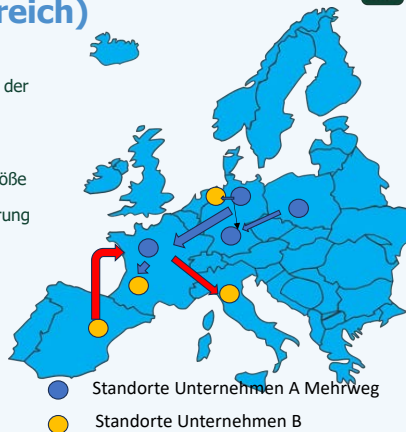 reich)
der
öße
rung
Standorte Unternehmen A Mehrweg
Standorte Unternehmen B